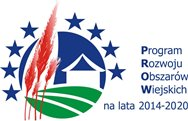 Program
Rozwoju
Obszarów
Wiejskich
na lata 2014-2020